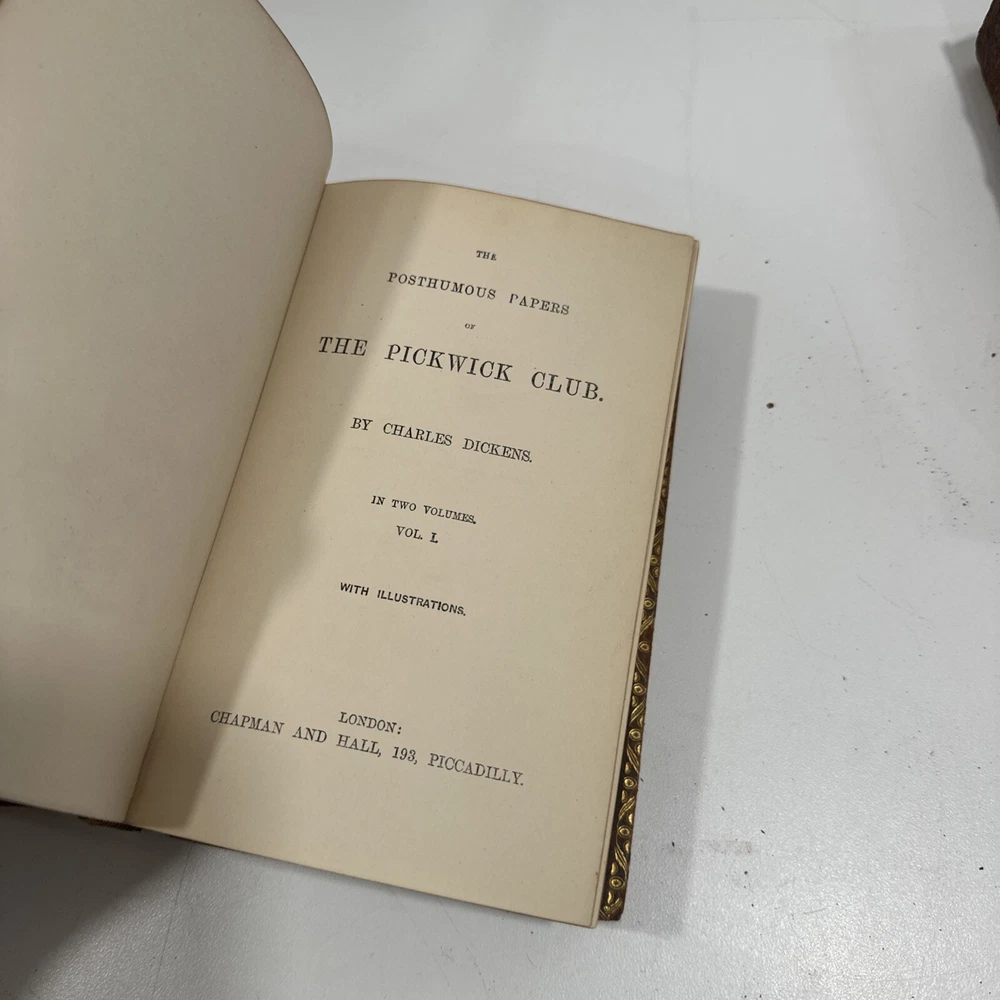 THE
POSTHUMOUS PAPERS
OF
THE PICKWICK CLUB.
BY CHARLES DICKENS.
IN TWO VOLUMES.
VOL. I.
WITH ILLUSTRATIONS.
LONDON:
CHAPMAN AND HALL, 193, PICCADILLY.